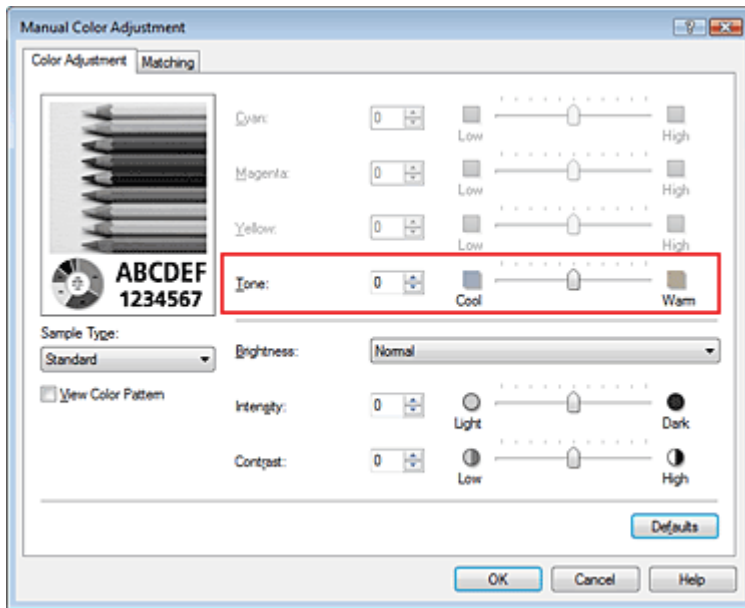 Manual Color Adjustment
Color Adjustment Matching
Cyan: 0 Low High
Magenta: 0 Low High
Yellow: 0 Low High
ABCDEF
1234567
Tone: 0 Cool Warm
Sample Type:
Standard
Brightness: Normal
View Color Pattern
Intensity: 0 Light Dark
Contrast: 0 Low High
Defaults
OK Cancel Help